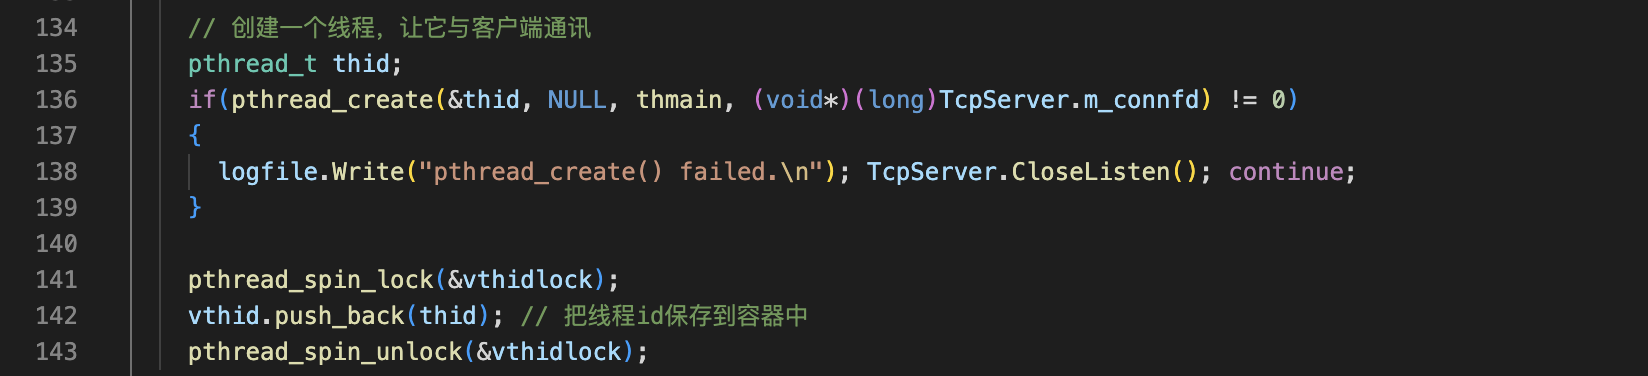 134 // 创建一个线程，让它与客户端通讯
135 pthread_t thid;
136 if(pthread_create(&thid, NULL, thmain, (void*)(long)TcpServer.m_connfd) != 0)
137 {
138 logfile.Write("pthread_create() failed.\n"); TcpServer.CloseListen(); continue;
139 }
140
141 pthread_spin_lock(&vthidlock);
142 vthid.push_back(thid); // 把线程id保存到容器中
143 pthread_spin_unlock(&vthidlock);